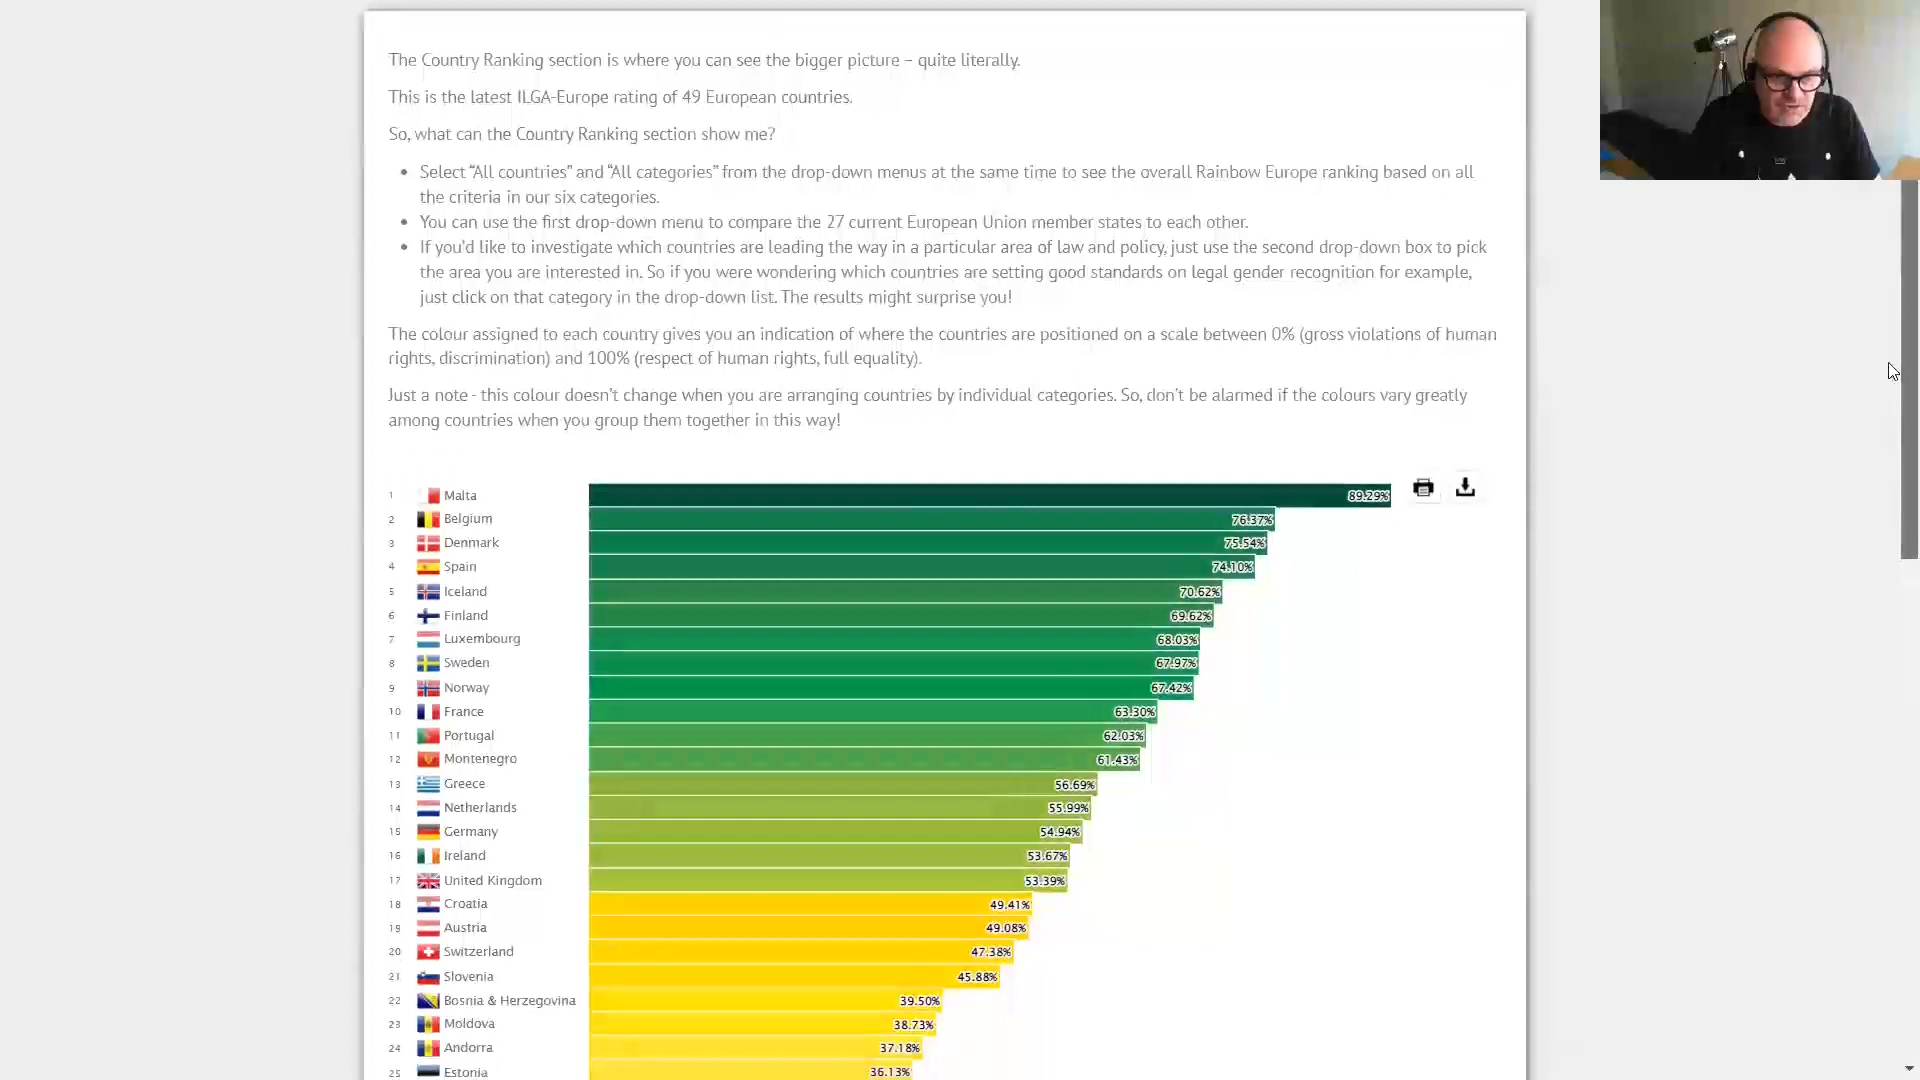 The Country Ranking section is where you can see the bigger picture – quite literally.
This is the latest ILGA-Europe rating of 49 European countries.
So, what can the Country Ranking section show me?
• Select “All countries” and “All categories” from the drop-down menus at the same time to see the overall Rainbow Europe ranking based on all
the criteria in our six categories.
• You can use the first drop-down menu to compare the 27 current European Union member states to each other.
• If you’d like to investigate which countries are leading the way in a particular area of law and policy, just use the second drop-down box to pick
the area you are interested in. So if you were wondering which countries are setting good standards on legal gender recognition for example,
just click on that category in the drop-down list. The results might surprise you!
The colour assigned to each country gives you an indication of where the countries are positioned on a scale between 0% (gross violations of human
rights, discrimination) and 100% (respect of human rights, full equality).
Just a note - this colour doesn’t change when you are arranging countries by individual categories. So, don’t be alarmed if the colours vary greatly
among countries when you group them together in this way!
1 Malta 89.29%
2 Belgium 76.37%
3 Denmark 75.54%
4 Spain 74.10%
5 Iceland 70.62%
6 Finland 69.62%
7 Luxembourg 68.03%
8 Sweden 67.97%
9 Norway 67.42%
10 France 63.30%
11 Portugal 62.03%
12 Montenegro 61.43%
13 Greece 56.69%
14 Netherlands 55.99%
15 Germany 54.94%
16 Ireland 53.67%
17 United Kingdom 53.39%
18 Croatia 49.41%
19 Austria 49.08%
20 Switzerland 47.38%
21 Slovenia 45.88%
22 Bosnia & Herzegovina 39.50%
23 Moldova 38.73%
24 Andorra 37.18%
25 Estonia 36.13%